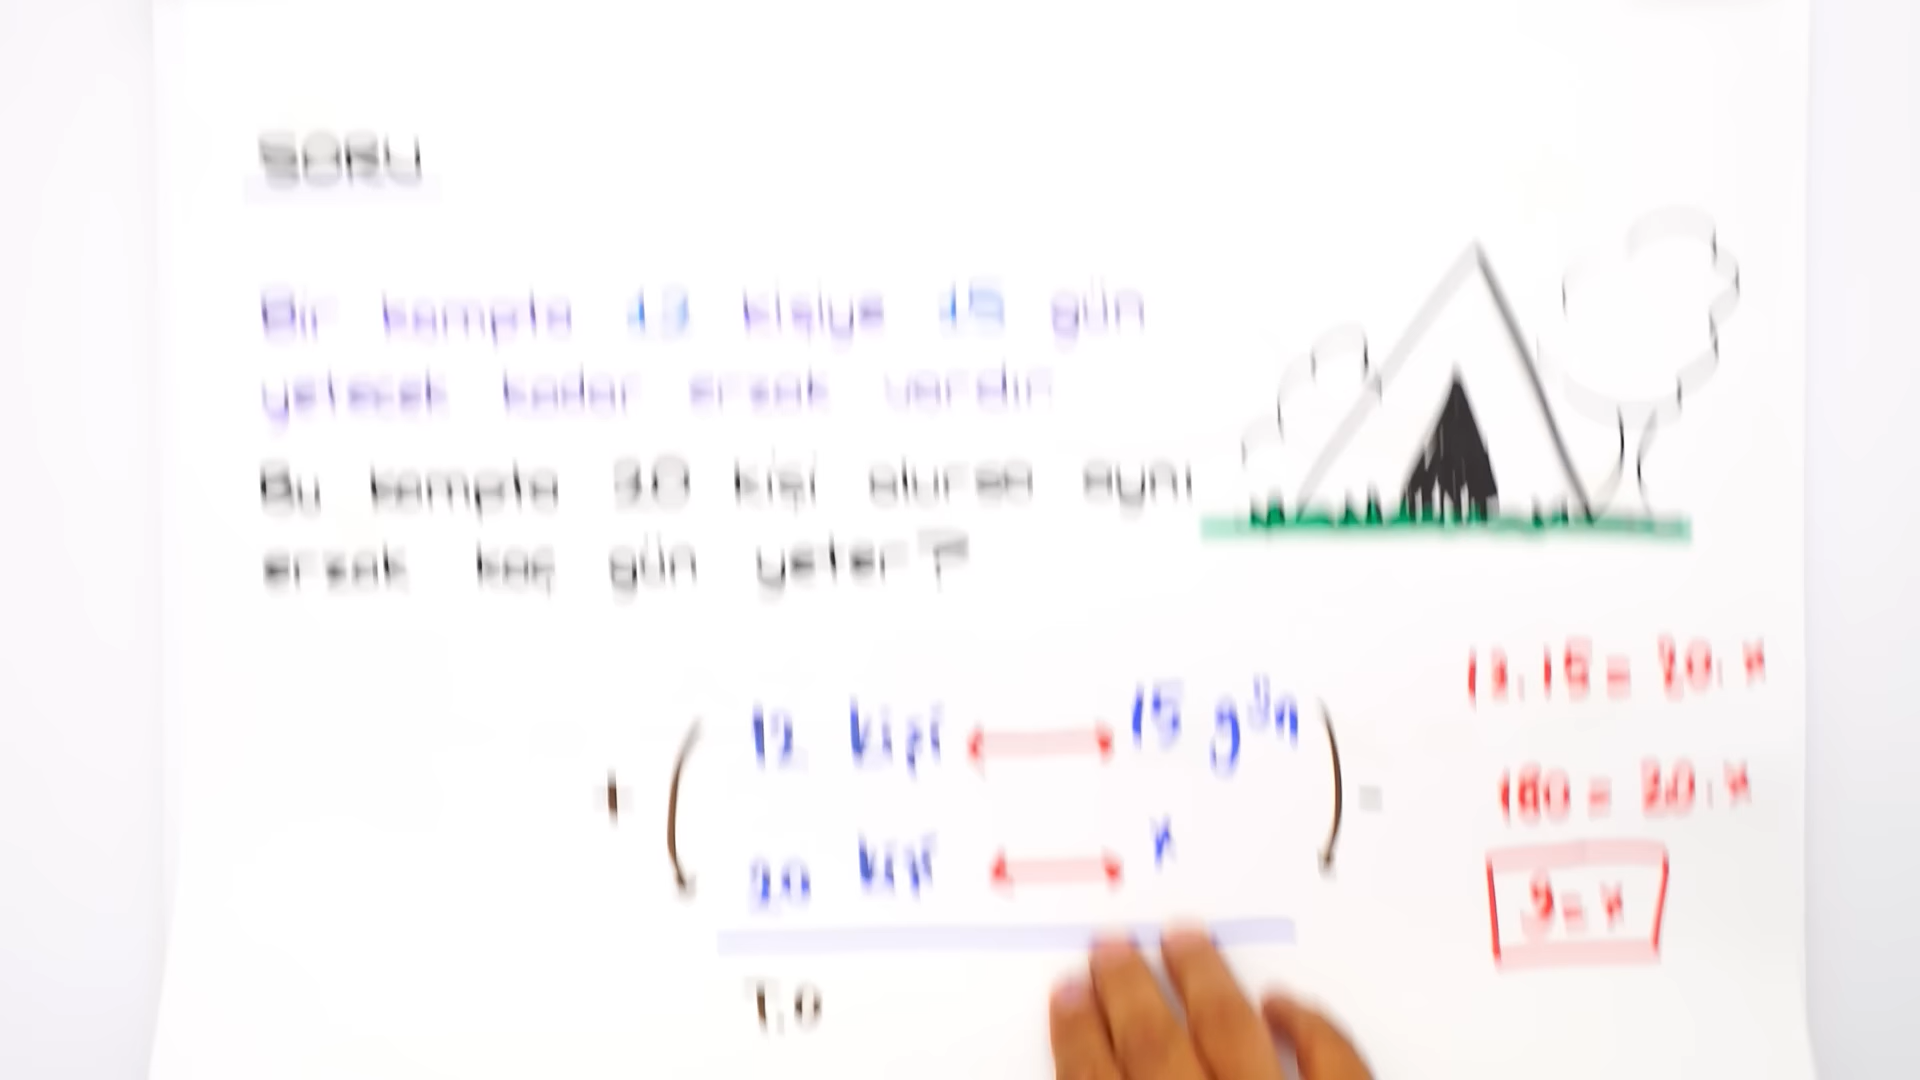 SORU
Bir kampta 12 kişiye 15 gün
yetecek kadar erzak vardır.
Bu kampta 20 kişi olursa aynı
erzak kaç gün yeter?
12 kişi ↔ 15 gün
+ ( ) -
20 kişi ↔ x
T.O
12.15 = 20.x
180 = 20.x
9 = x